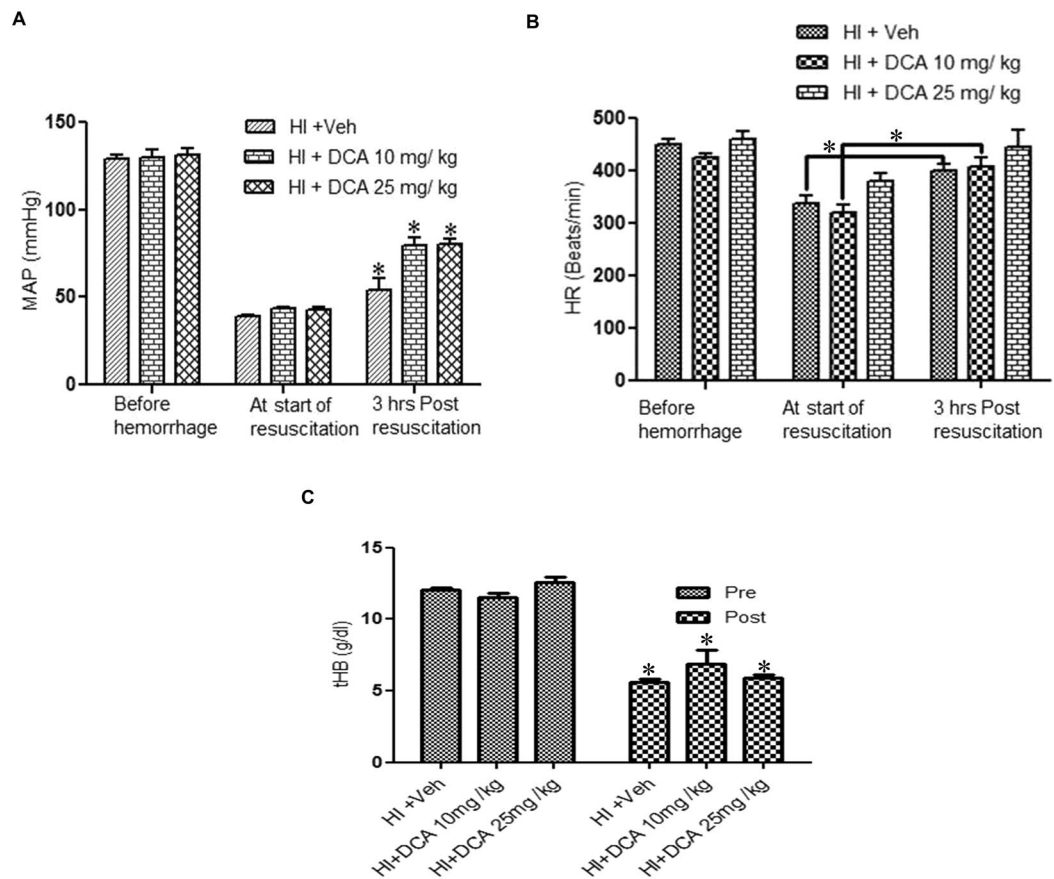 A
HI +Veh
HI + DCA 10 mg/ kg
HI + DCA 25 mg/ kg
MAP (mmHg)
150
100
50
0
*
*
*
Before
hemorrhage
At start of
resuscitation
3 hrs Post
resuscitation
B
HI + Veh
HI + DCA 10 mg/ kg
HI + DCA 25 mg/ kg
HR (Beats/min)
500
400
300
400
300
200
100
0
*
*
Before
hemorrhage
At start of
resuscitation
3 hrs Post
resuscitation
C
Pre
Post
tHB (g/dl)
15
10
5
0
*
*
*
HI +Veh
HI+DCA 10mg /kg
HI+DCA 25mg /kg
HI +Veh
HI+DCA 10mg /kg
HI+DCA 25mg /kg